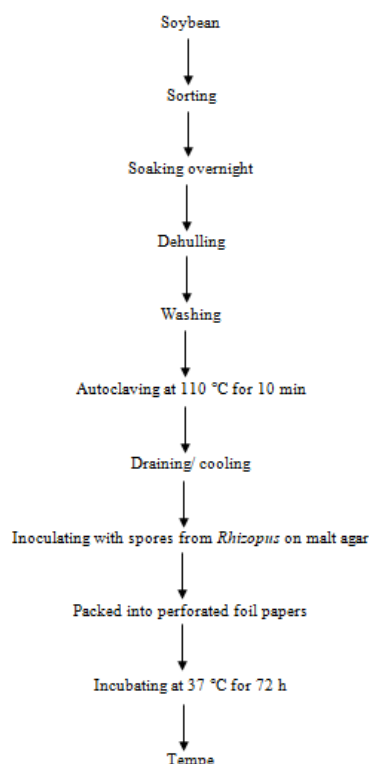 Soybean
Sorting
Soaking overnight
Dehulling
Washing
Autoclaving at 110 °C for 10 min
Draining/ cooling
Inoculating with spores from Rhizopus on malt agar
Packed into perforated foil papers
Incubating at 37 °C for 72 h
Tempe